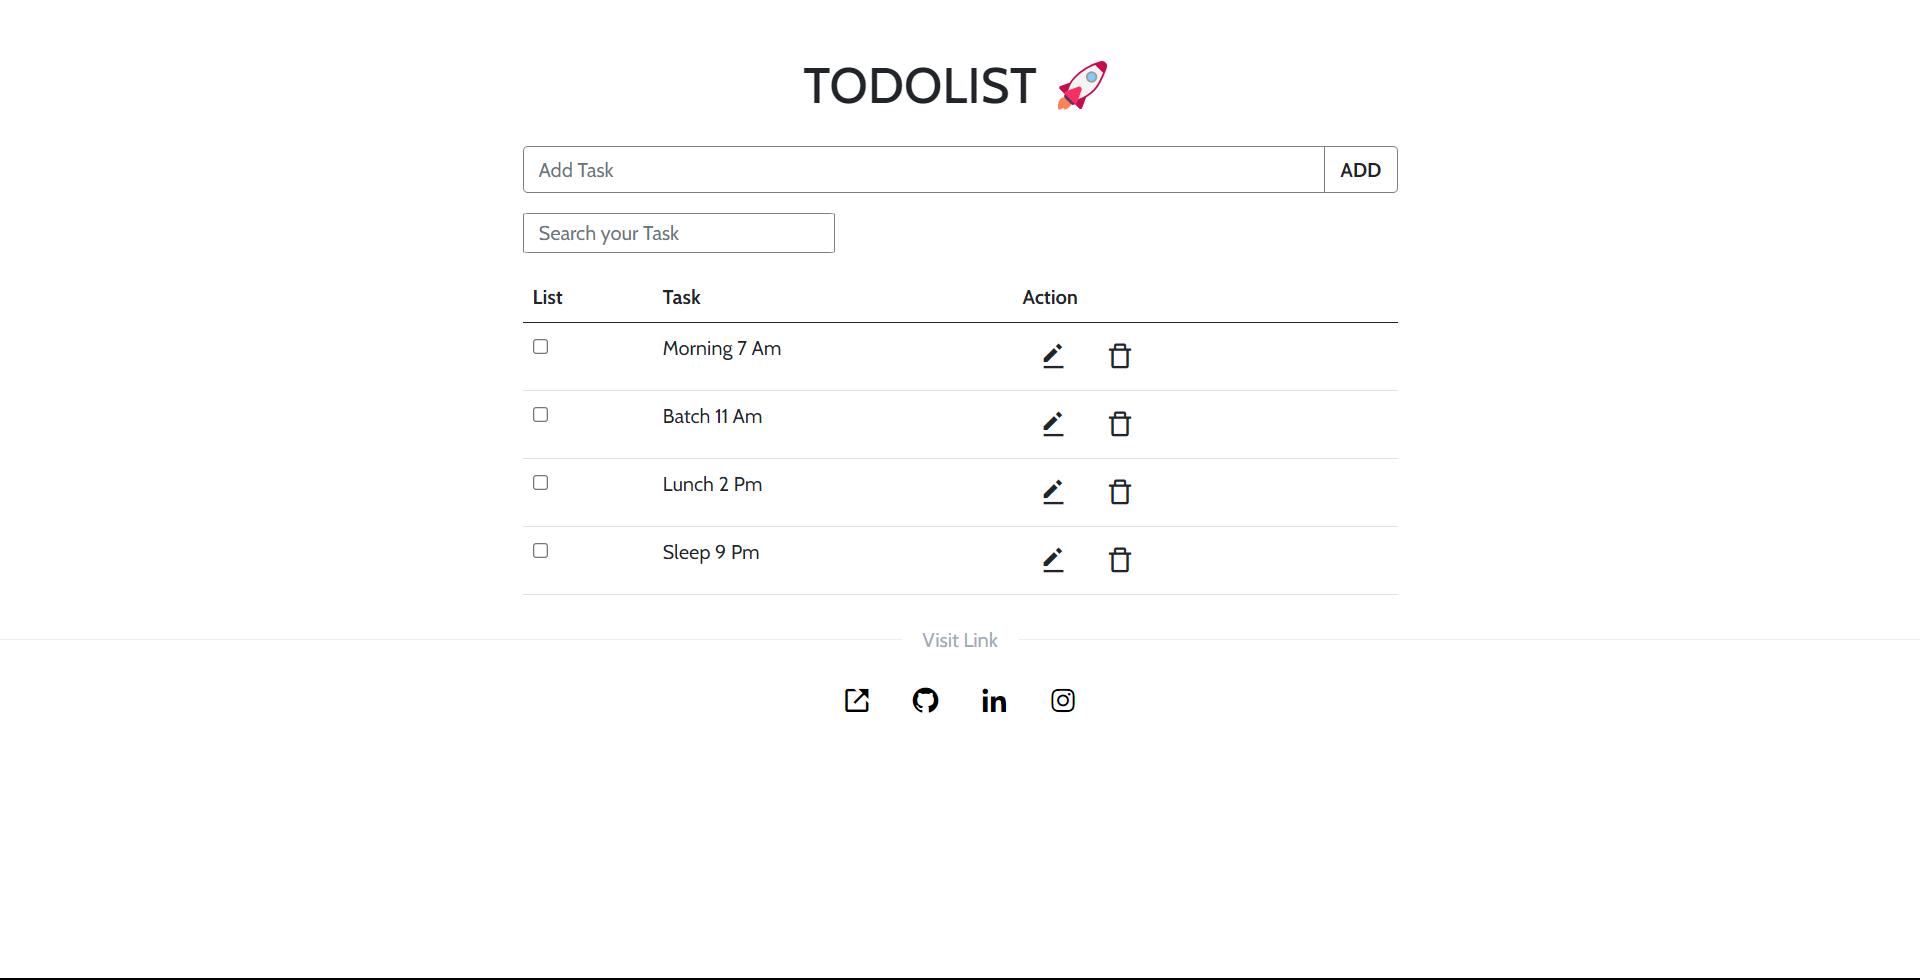 TODOLIST 🚀
Add Task ADD
Search your Task
List Task Action
Morning 7 Am
Batch 11 Am
Lunch 2 Pm
Sleep 9 Pm
Visit Link